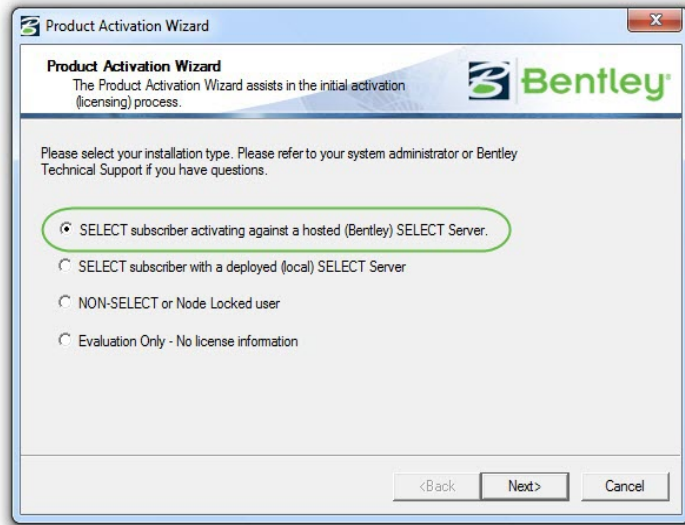 Product Activation Wizard
Product Activation Wizard
The Product Activation Wizard assists in the initial activation
(licensing) process.
Bentley
Please select your installation type. Please refer to your system administrator or Bentley
Technical Support if you have questions.
SELECT subscriber activating against a hosted (Bentley) SELECT Server.
SELECT subscriber with a deployed (local) SELECT Server
NON-SELECT or Node Locked user
Evaluation Only - No license information
<Back Next> Cancel